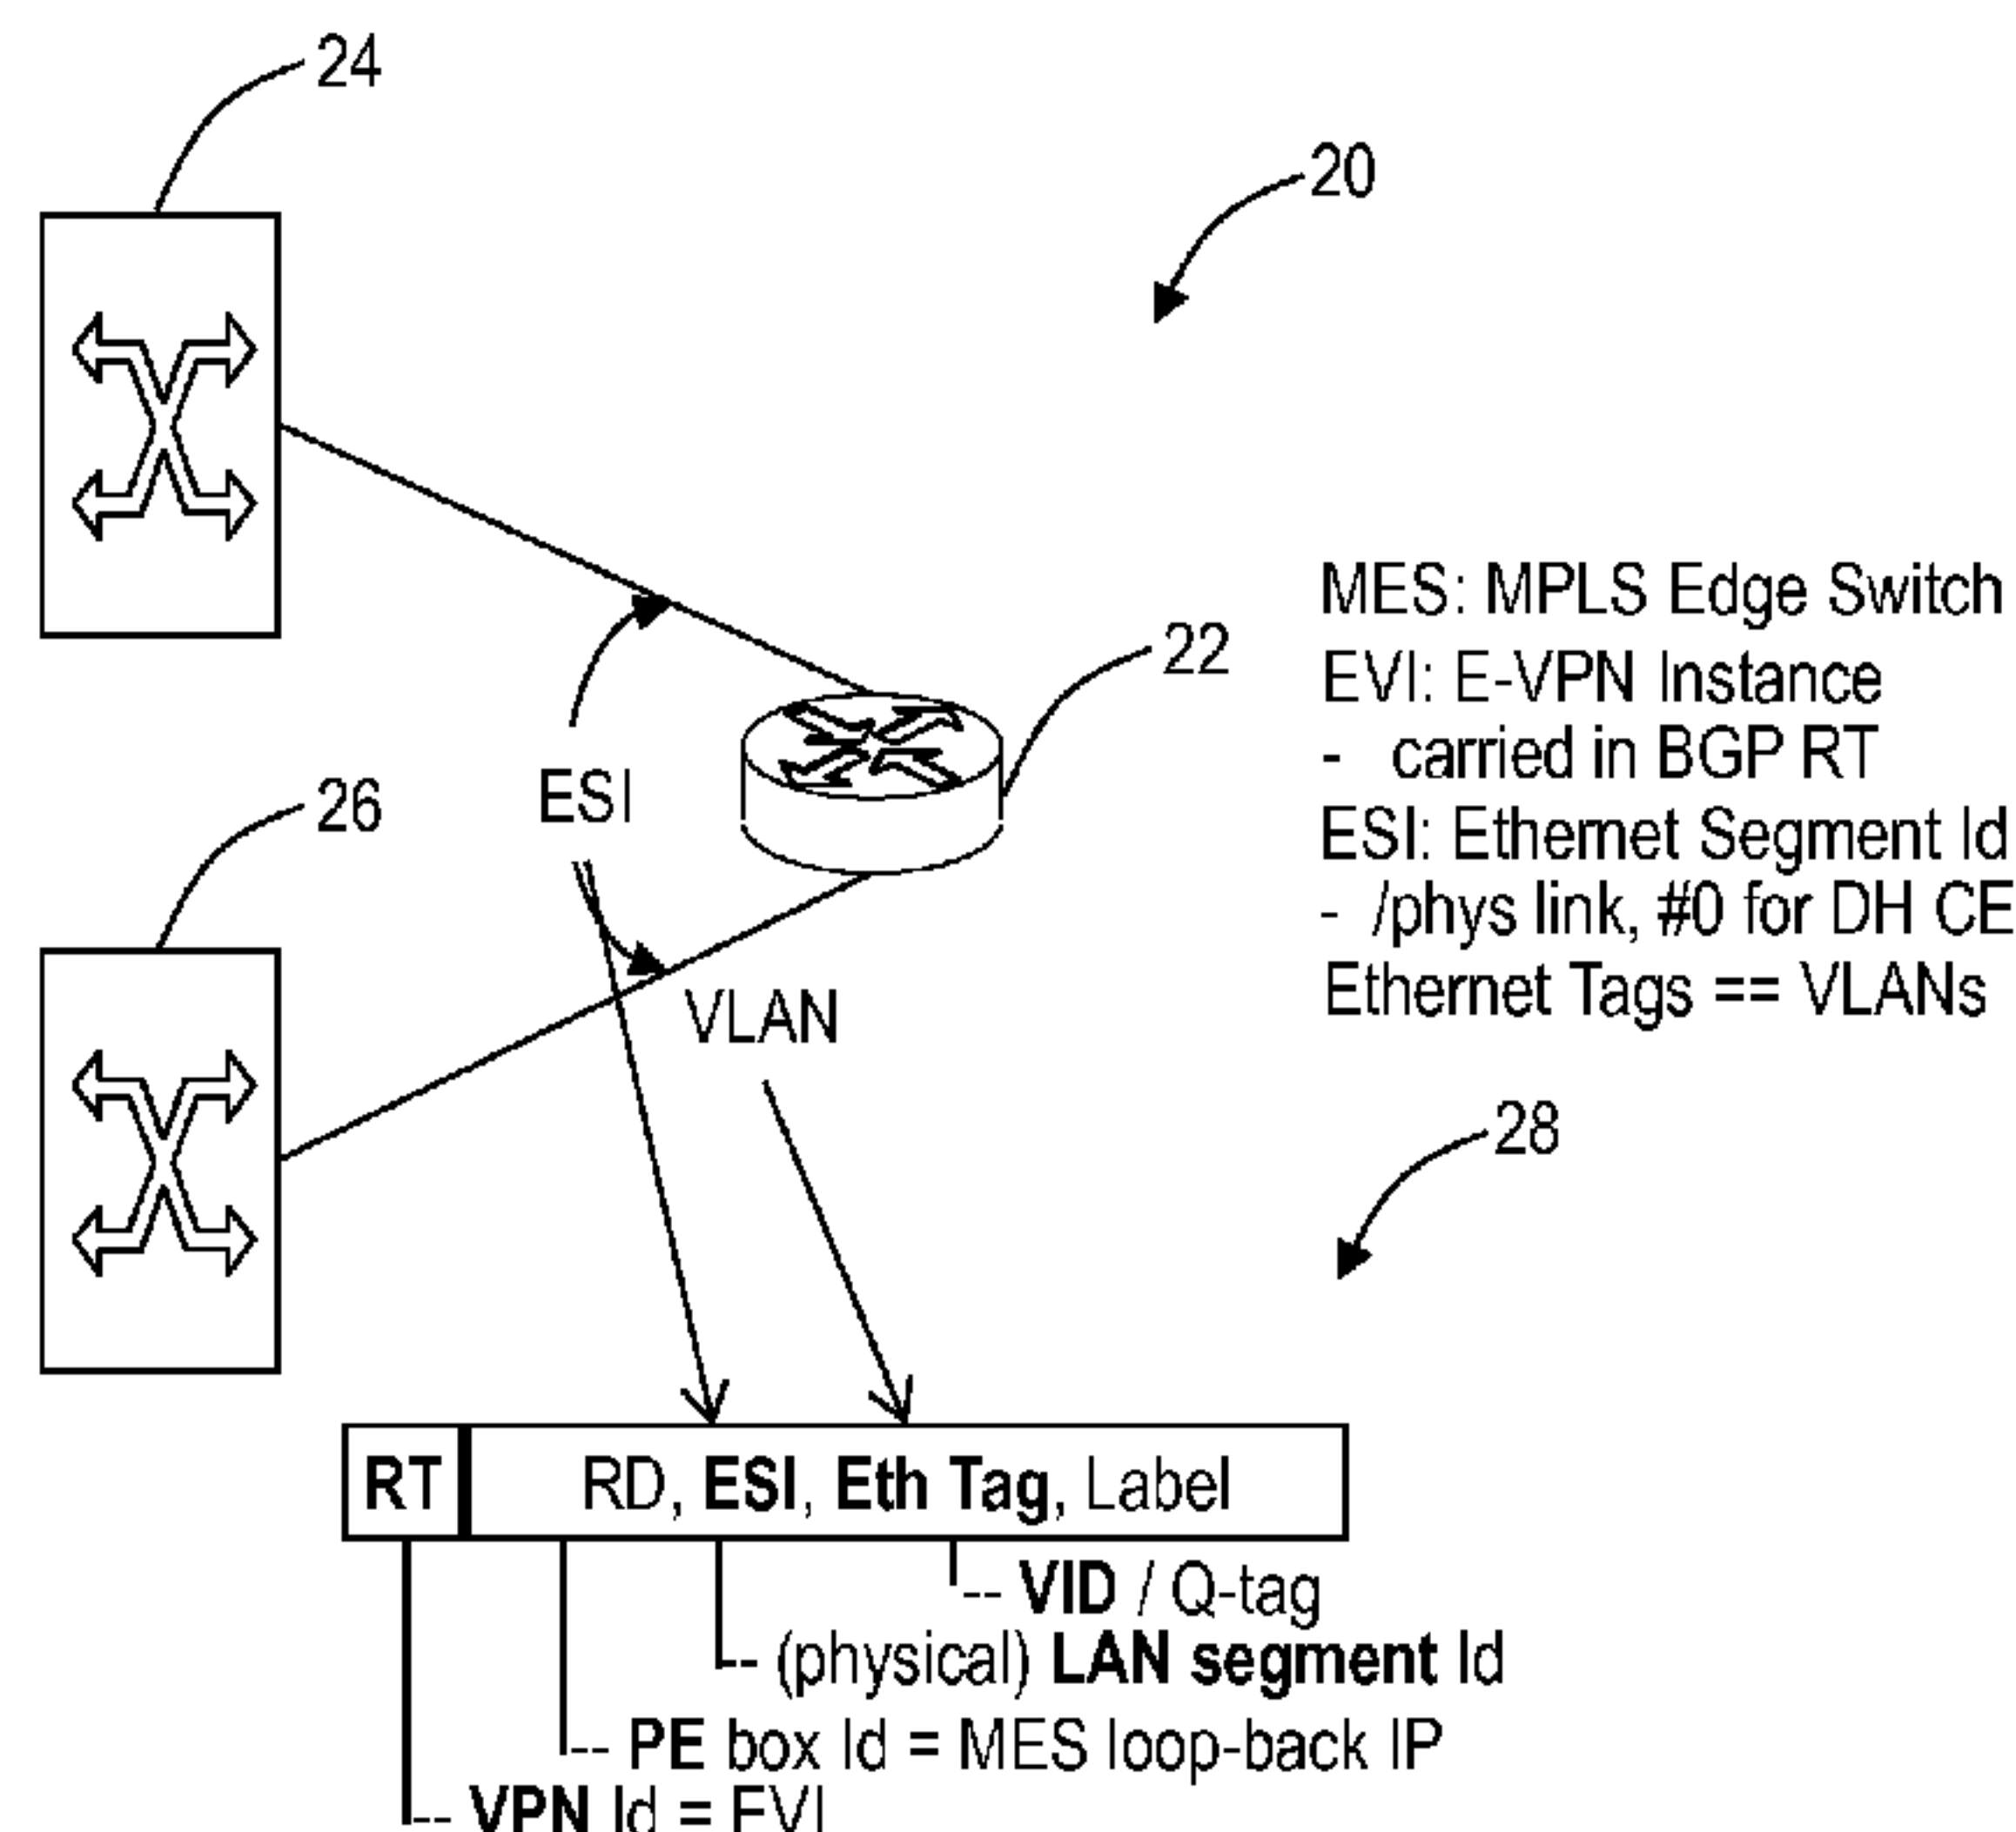 24
20
MES: MPLS Edge Switch
22
EVI: E-VPN Instance
- carried in BGP RT
26
ESI
ESI: Ethernet Segment Id
- /phys link, #0 for DH CE
VLAN
Ethernet Tags == VLANs
28
RT RD, ESI, Eth Tag, Label
-- VID / Q-tag
-- (physical) LAN segment Id
-- PE box Id = MES loop-back IP
-- VPN Id = EVI